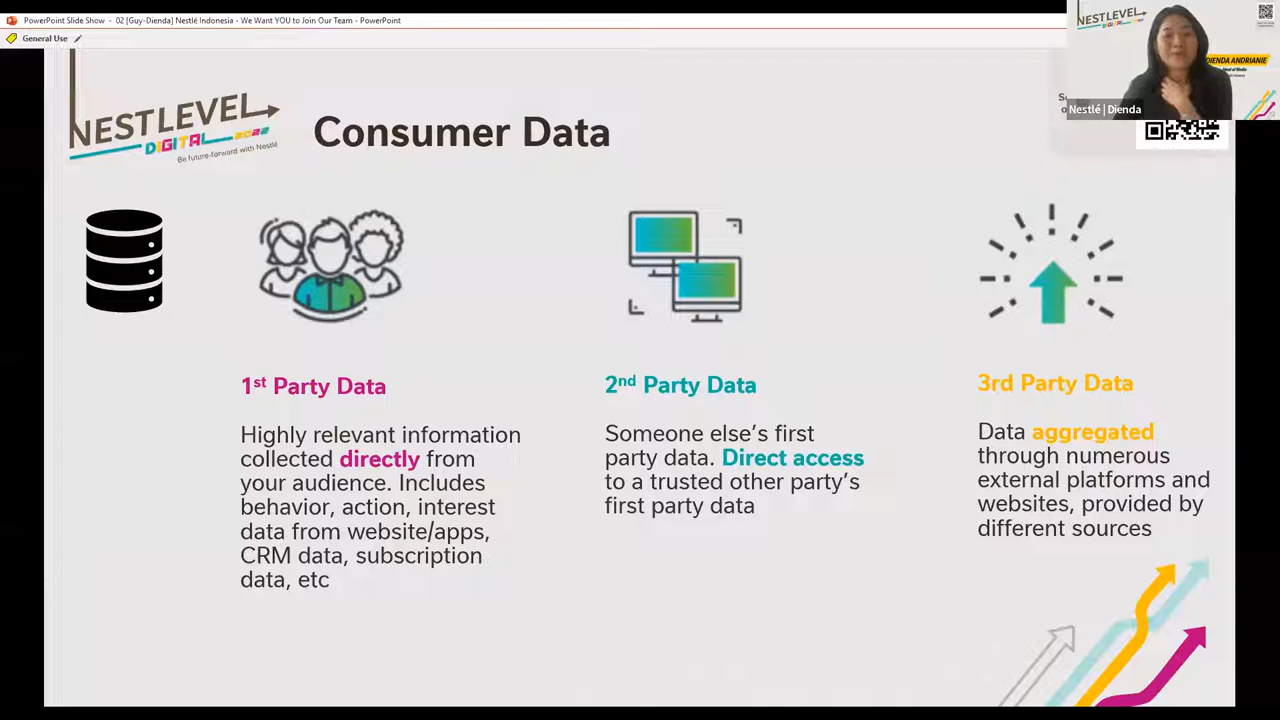 PowerPoint Slide Show - 02 [Guy-Dienda] Nestlé Indonesia - We Want YOU to Join Our Team - PowerPoint
General Use
NESTLEVEL
DIGITAL 2022
Be future-forward with Nestlé
Consumer Data
NESTLEVEL
DIGITAL
DIENDA ANDRIANIE
Nestlé | Dienda
1st Party Data
Highly relevant information
collected directly from
your audience. Includes
behavior, action, interest
data from website/apps,
CRM data, subscription
data, etc
2nd Party Data
Someone else’s first
party data. Direct access
to a trusted other party’s
first party data
3rd Party Data
Data aggregated
through numerous
external platforms and
websites, provided by
different sources